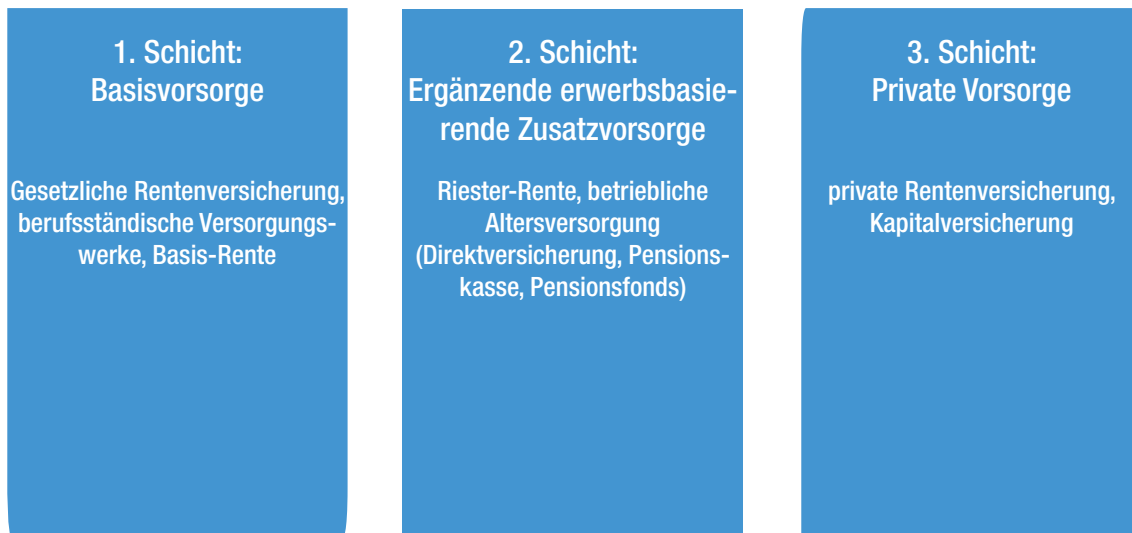 1. Schicht:
Basisvorsorge
Gesetzliche Rentenversicherung,
berufsständische Versorgungs-
werke, Basis-Rente
2. Schicht:
Ergänzende erwerbsbasie-
rende Zusatzvorsorge
Riester-Rente, betriebliche
Altersversorgung
(Direktversicherung, Pensions-
kasse, Pensionsfonds)
3. Schicht:
Private Vorsorge
private Rentenversicherung,
Kapitalversicherung